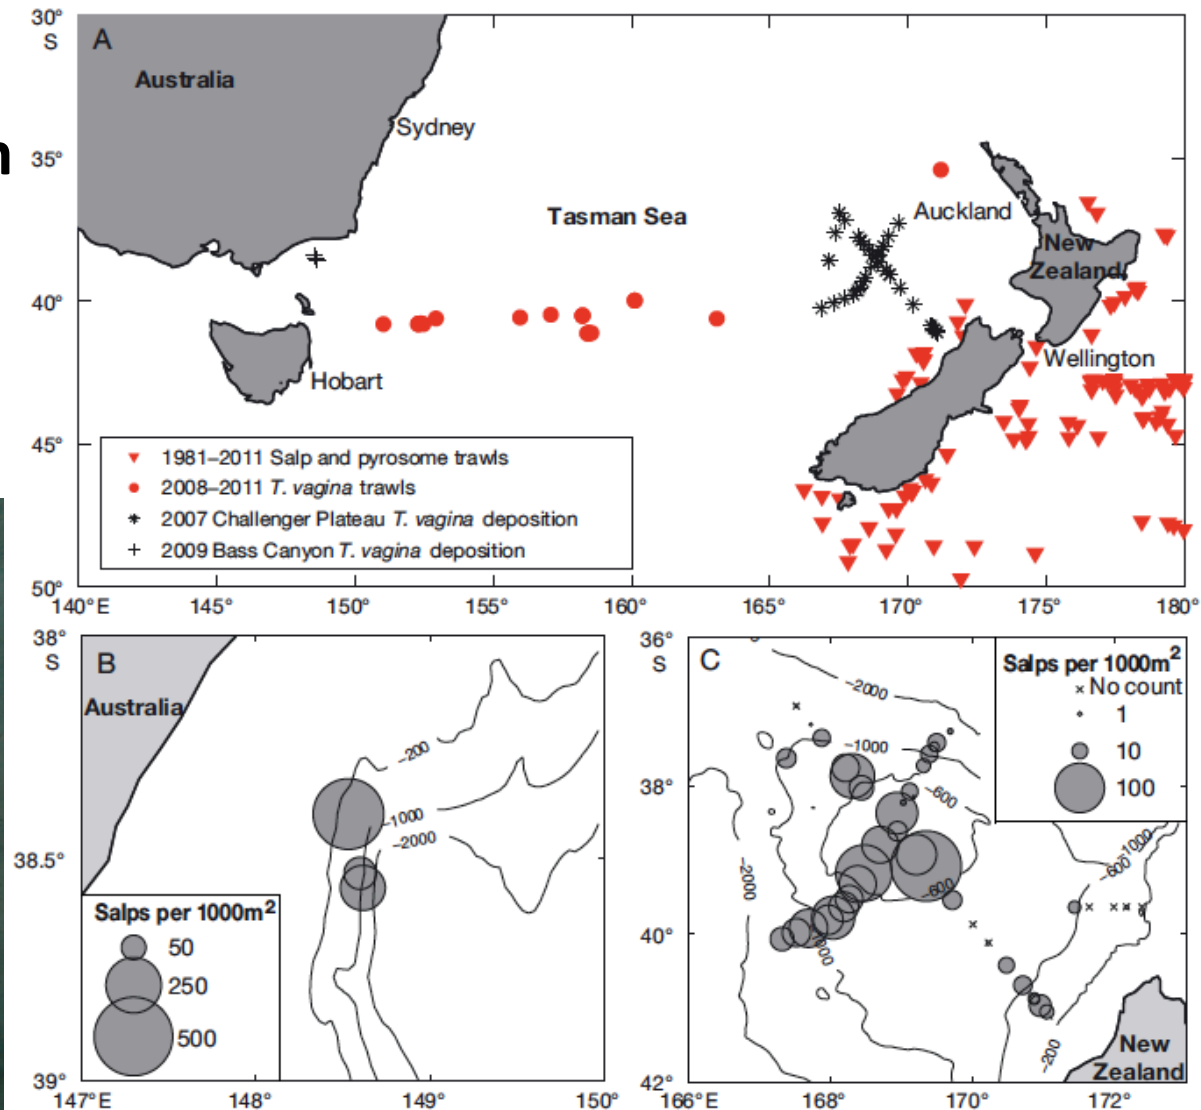 n
30°
S
A
Australia
Sydney
35°
Tasman Sea
Auckland
New
Zealand
40°
Hobart
Wellington
45°
1981–2011 Salp and pyrosome trawls
2008–2011 T. vagina trawls
2007 Challenger Plateau T. vagina deposition
2009 Bass Canyon T. vagina deposition
50°
140°E 145° 150° 155° 160° 165° 170° 175° 180°
38°
S
B
Australia
–200
–1000
–2000
38.5°
Salps per 1000m²
50
250
500
39°
147°E 148° 149° 150°
36°
S
C
Salps per 1000m²
No count
1
10
100
–2000
–1000
–600
38°
–2000
–600
–1000
–600
40°
–200
New
Zealand
42°
166°E 168° 170° 172°